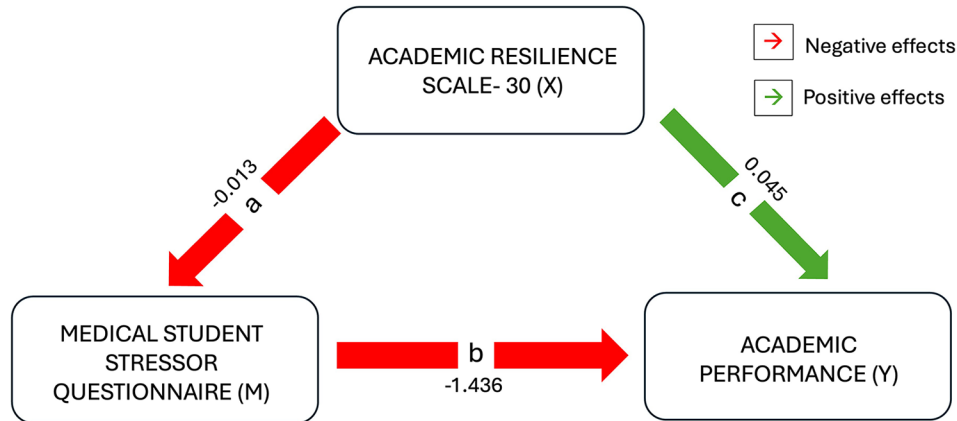 ACADEMIC RESILIENCE
SCALE- 30 (X)
→ Negative effects
→ Positive effects
-0.013
a
0.045
c
MEDICAL STUDENT
STRESSOR
QUESTIONNAIRE (M)
b
-1.436
ACADEMIC
PERFORMANCE (Y)